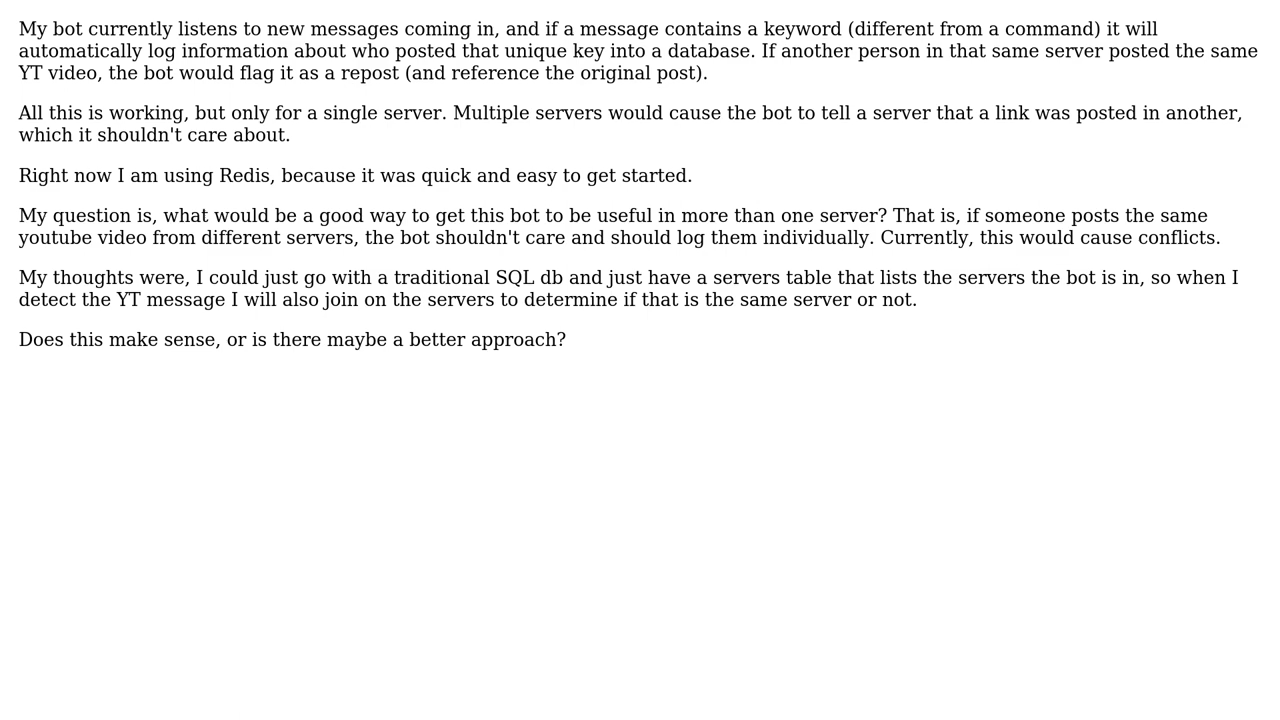 My bot currently listens to new messages coming in, and if a message contains a keyword (different from a command) it will
automatically log information about who posted that unique key into a database. If another person in that same server posted the same
YT video, the bot would flag it as a repost (and reference the original post).
All this is working, but only for a single server. Multiple servers would cause the bot to tell a server that a link was posted in another,
which it shouldn't care about.
Right now I am using Redis, because it was quick and easy to get started.
My question is, what would be a good way to get this bot to be useful in more than one server? That is, if someone posts the same
youtube video from different servers, the bot shouldn't care and should log them individually. Currently, this would cause conflicts.
My thoughts were, I could just go with a traditional SQL db and just have a servers table that lists the servers the bot is in, so when I
detect the YT message I will also join on the servers to determine if that is the same server or not.
Does this make sense, or is there maybe a better approach?